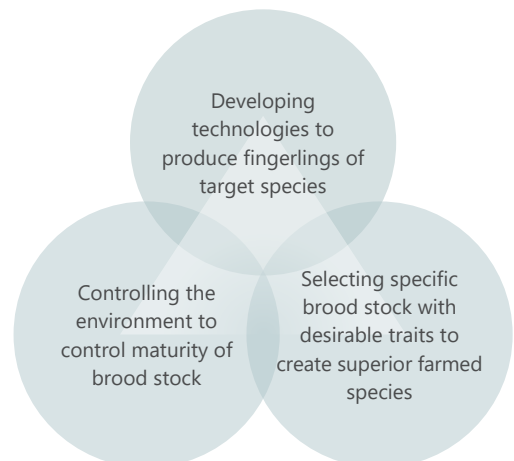 Developing
technologies to
produce fingerlings of
target species
Controlling the
environment to
control maturity of
brood stock
Selecting specific
brood stock with
desirable traits to
create superior farmed
species